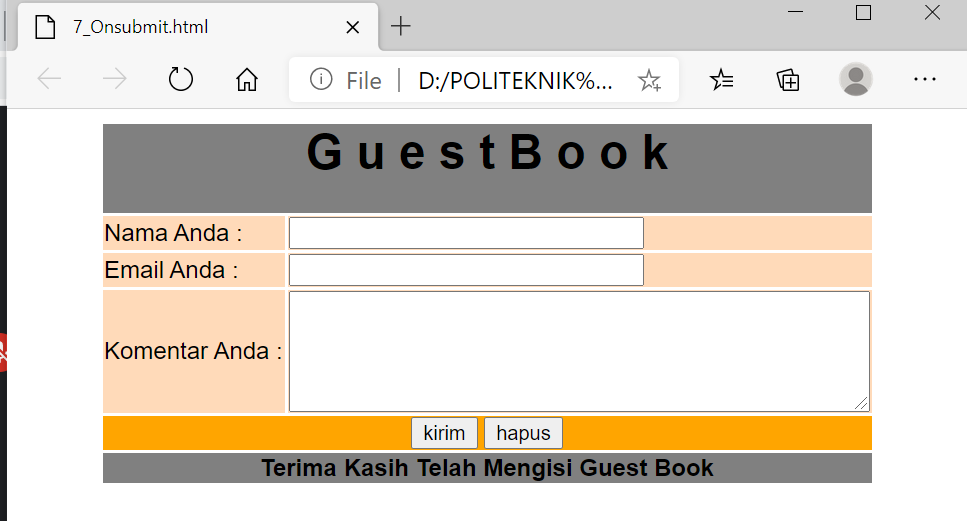 7_Onsubmit.html
File | D:/POLITEKNIK%...
G u e s t B o o k
Nama Anda :
Email Anda :
Komentar Anda :
kirim hapus
Terima Kasih Telah Mengisi Guest Book